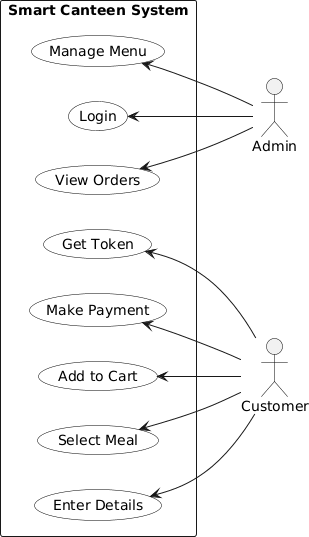 Smart Canteen System
Manage Menu
Login
Admin
View Orders
Get Token
Make Payment
Add to Cart
Customer
Select Meal
Enter Details